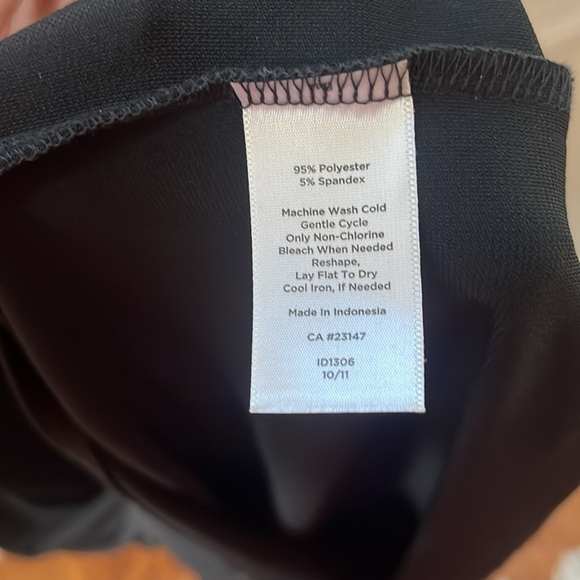 95% Polyester
5% Spandex
Machine Wash Cold
Gentle Cycle
Only Non-Chlorine
Bleach When Needed
Reshape,
Lay Flat To Dry
Cool Iron, If Needed
Made In Indonesia
CA #23147
ID1306
10/11